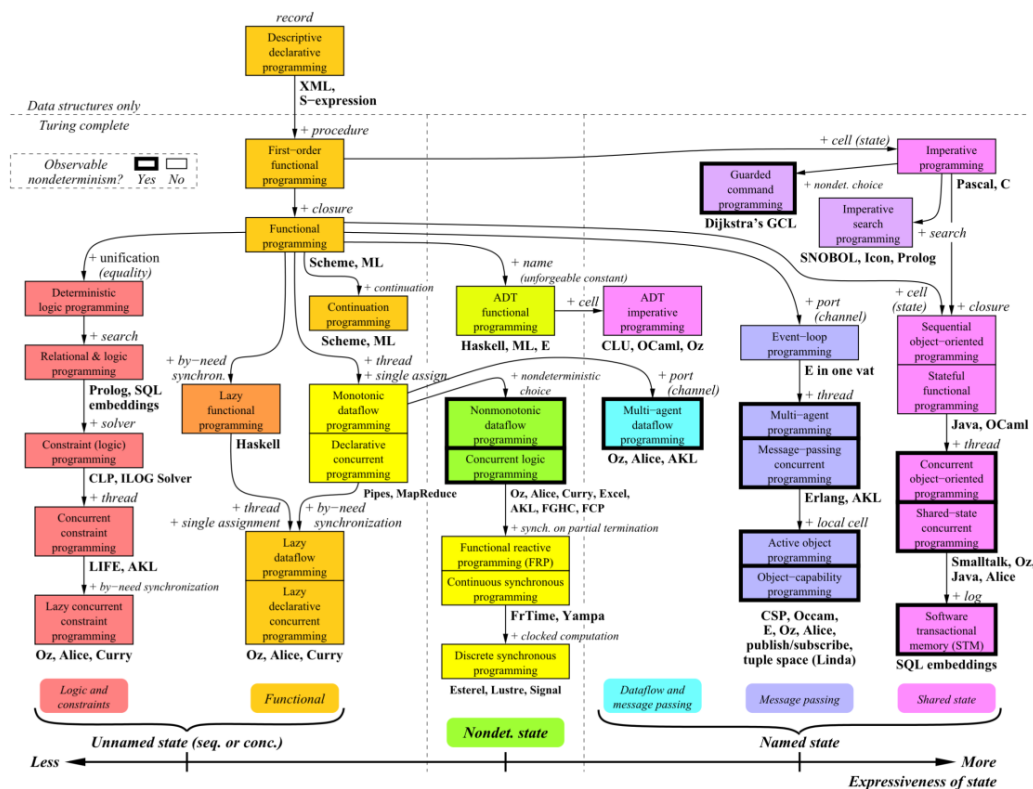 record
Descriptive
declarative
programming
XML,
S−expression
Data structures only
Turing complete
+ procedure
Observable
nondeterminism?
Yes
No
First−order
functional
programming
+ cell (state)
Imperative
programming
Pascal, C
Guarded
command
programming
+ nondet. choice
Dijkstra’s GCL
Imperative
search
programming
+ search
SNOBOL, Icon, Prolog
+ closure
Functional
programming
Scheme, ML
+ unification
(equality)
+ continuation
+ name
(unforgeable constant)
+ port
(channel)
+ cell
(state)
+ closure
Deterministic
logic programming
Continuation
programming
Scheme, ML
ADT
functional
programming
Haskell, ML, E
+ cell
ADT
imperative
programming
CLU, OCaml, Oz
Event−loop
programming
E in one vat
Sequential
object−oriented
programming
Stateful
functional
programming
Java, OCaml
+ search
Relational & logic
programming
Prolog, SQL
embeddings
+ by−need
synchron.
Lazy
functional
programming
Haskell
+ thread
+ single assign.
Monotonic
dataflow
programming
Declarative
concurrent
programming
Pipes, MapReduce
+ nondeterministic
choice
Nonmonotonic
dataflow
programming
Concurrent logic
programming
Oz, Alice, Curry, Excel,
AKL, FGHC, FCP
+ port
(channel)
Multi−agent
dataflow
programming
Oz, Alice, AKL
+ thread
Multi−agent
programming
Message−passing
concurrent
programming
Erlang, AKL
+ thread
Concurrent
object−oriented
programming
Shared−state
concurrent
programming
Smalltalk, Oz,
Java, Alice
+ solver
Constraint (logic)
programming
CLP, ILOG Solver
+ thread
Concurrent
constraint
programming
LIFE, AKL
+ by−need synchronization
Lazy concurrent
constraint
programming
Oz, Alice, Curry
+ thread
+ single assignment
+ by−need
synchronization
Lazy
dataflow
programming
Lazy
declarative
concurrent
programming
Oz, Alice, Curry
+ synch. on partial termination
Functional reactive
programming (FRP)
Continuous synchronous
programming
FrTime, Yampa
+ clocked computation
Discrete synchronous
programming
Esterel, Lustre, Signal
+ local cell
Active object
programming
Object−capability
programming
CSP, Occam,
E, Oz, Alice,
publish/subscribe,
tuple space (Linda)
+ log
Software
transactional
memory (STM)
SQL embeddings
Logic and
constraints
Functional
Nondet. state
Dataflow and
message passing
Message passing
Shared state
Unnamed state (seq. or conc.)
Named state
Less
More
Expressiveness of state